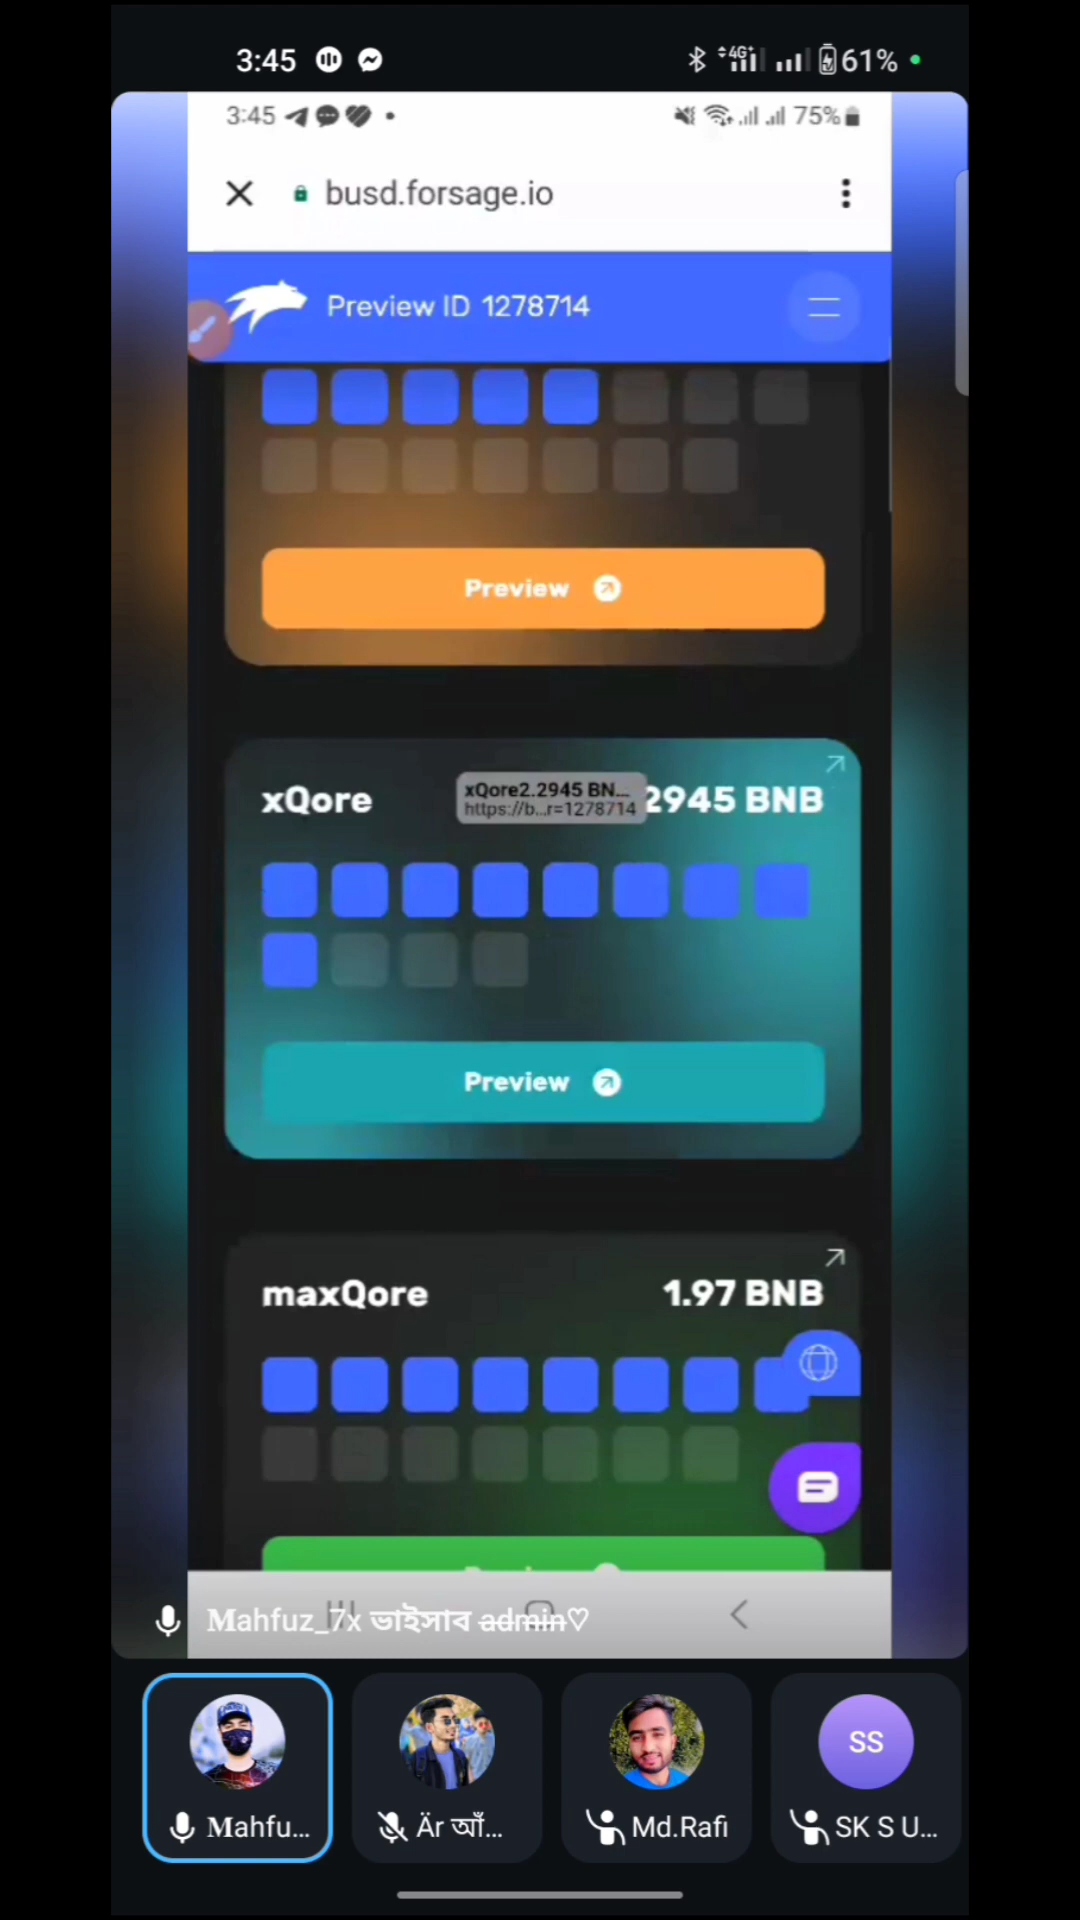 3:45 61%
3:45 75%
busd.forsage.io
Preview ID 1278714
Preview
xQore
xQore2.2945 BN...
https://b...r=1278714
2945 BNB
Preview
maxQore 1.97 BNB
Mahfuz_7x ভাইসাব admin♡
Mahfu...
Är আঁ...
Md.Rafi
SS
SK S U...